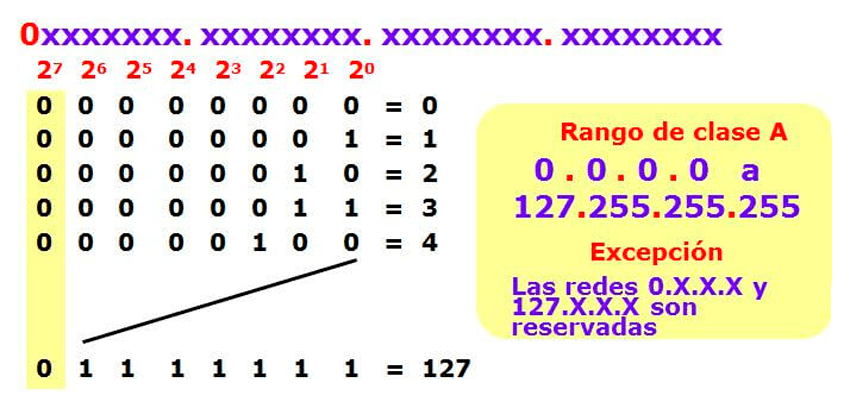 0xxxxxxx. xxxxxxxx. xxxxxxxx. xxxxxxxx
2⁷ 2⁶ 2⁵ 2⁴ 2³ 2² 2¹ 2⁰
0 0 0 0 0 0 0 0 = 0
0 0 0 0 0 0 0 1 = 1
0 0 0 0 0 0 1 0 = 2
0 0 0 0 0 0 1 1 = 3
0 0 0 0 0 1 0 0 = 4
0 1 1 1 1 1 1 1 = 127
Rango de clase A
0 . 0 . 0 . 0 a
127.255.255.255
Excepción
Las redes 0.X.X.X y
127.X.X.X son
reservadas